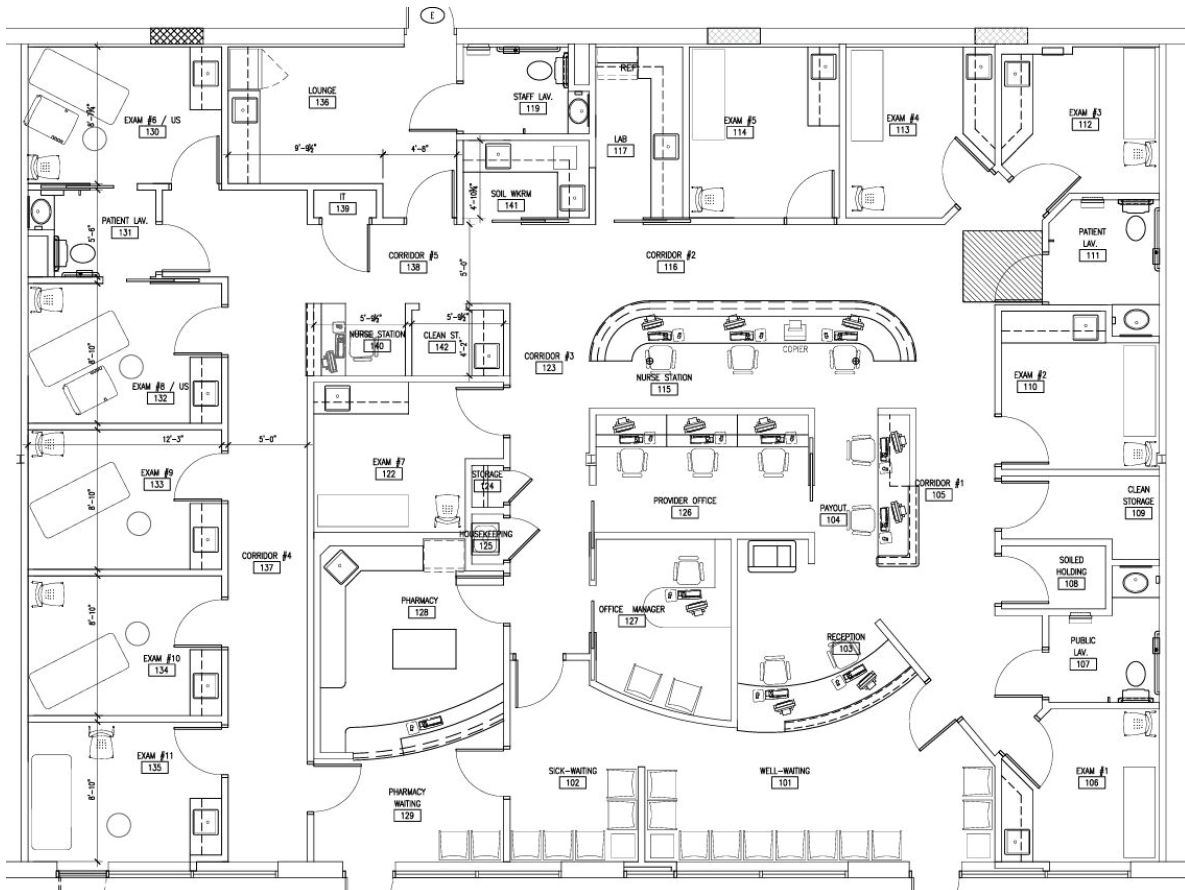 E
LOUNGE
136
EXAM #6 / US
130
8'-7¼"
STAFF LAV.
119
REF
LAB
117
EXAM #5
114
EXAM #4
113
EXAM #3
112
9'-9½"
4'-8"
IT
139
4'-10¾"
SOIL WKRM
141
PATIENT LAV.
131
5'-6"
CORRIDOR #5
138
5'-0"
CORRIDOR #2
116
PATIENT
LAV.
111
5'-9½"
5'-9½"
NURSE STATION
140
CLEAN ST.
142
4'-2"
CORRIDOR #3
123
COPIER
NURSE STATION
115
EXAM #2
110
8'-10"
EXAM #8 / US
132
12'-3"
5'-0"
EXAM #9
133
8'-10"
EXAM #7
122
STORAGE
124
HOUSEKEEPING
125
PROVIDER OFFICE
126
PAYOUT
104
CORRIDOR #1
105
CLEAN
STORAGE
109
CORRIDOR #4
137
SOILED
HOLDING
108
PHARMACY
128
OFFICE MANAGER
127
RECEPTION
103
PUBLIC
LAV.
107
8'-10"
EXAM #10
134
8'-10"
EXAM #11
135
PHARMACY
WAITING
129
SICK-WAITING
102
WELL-WAITING
101
EXAM #1
106